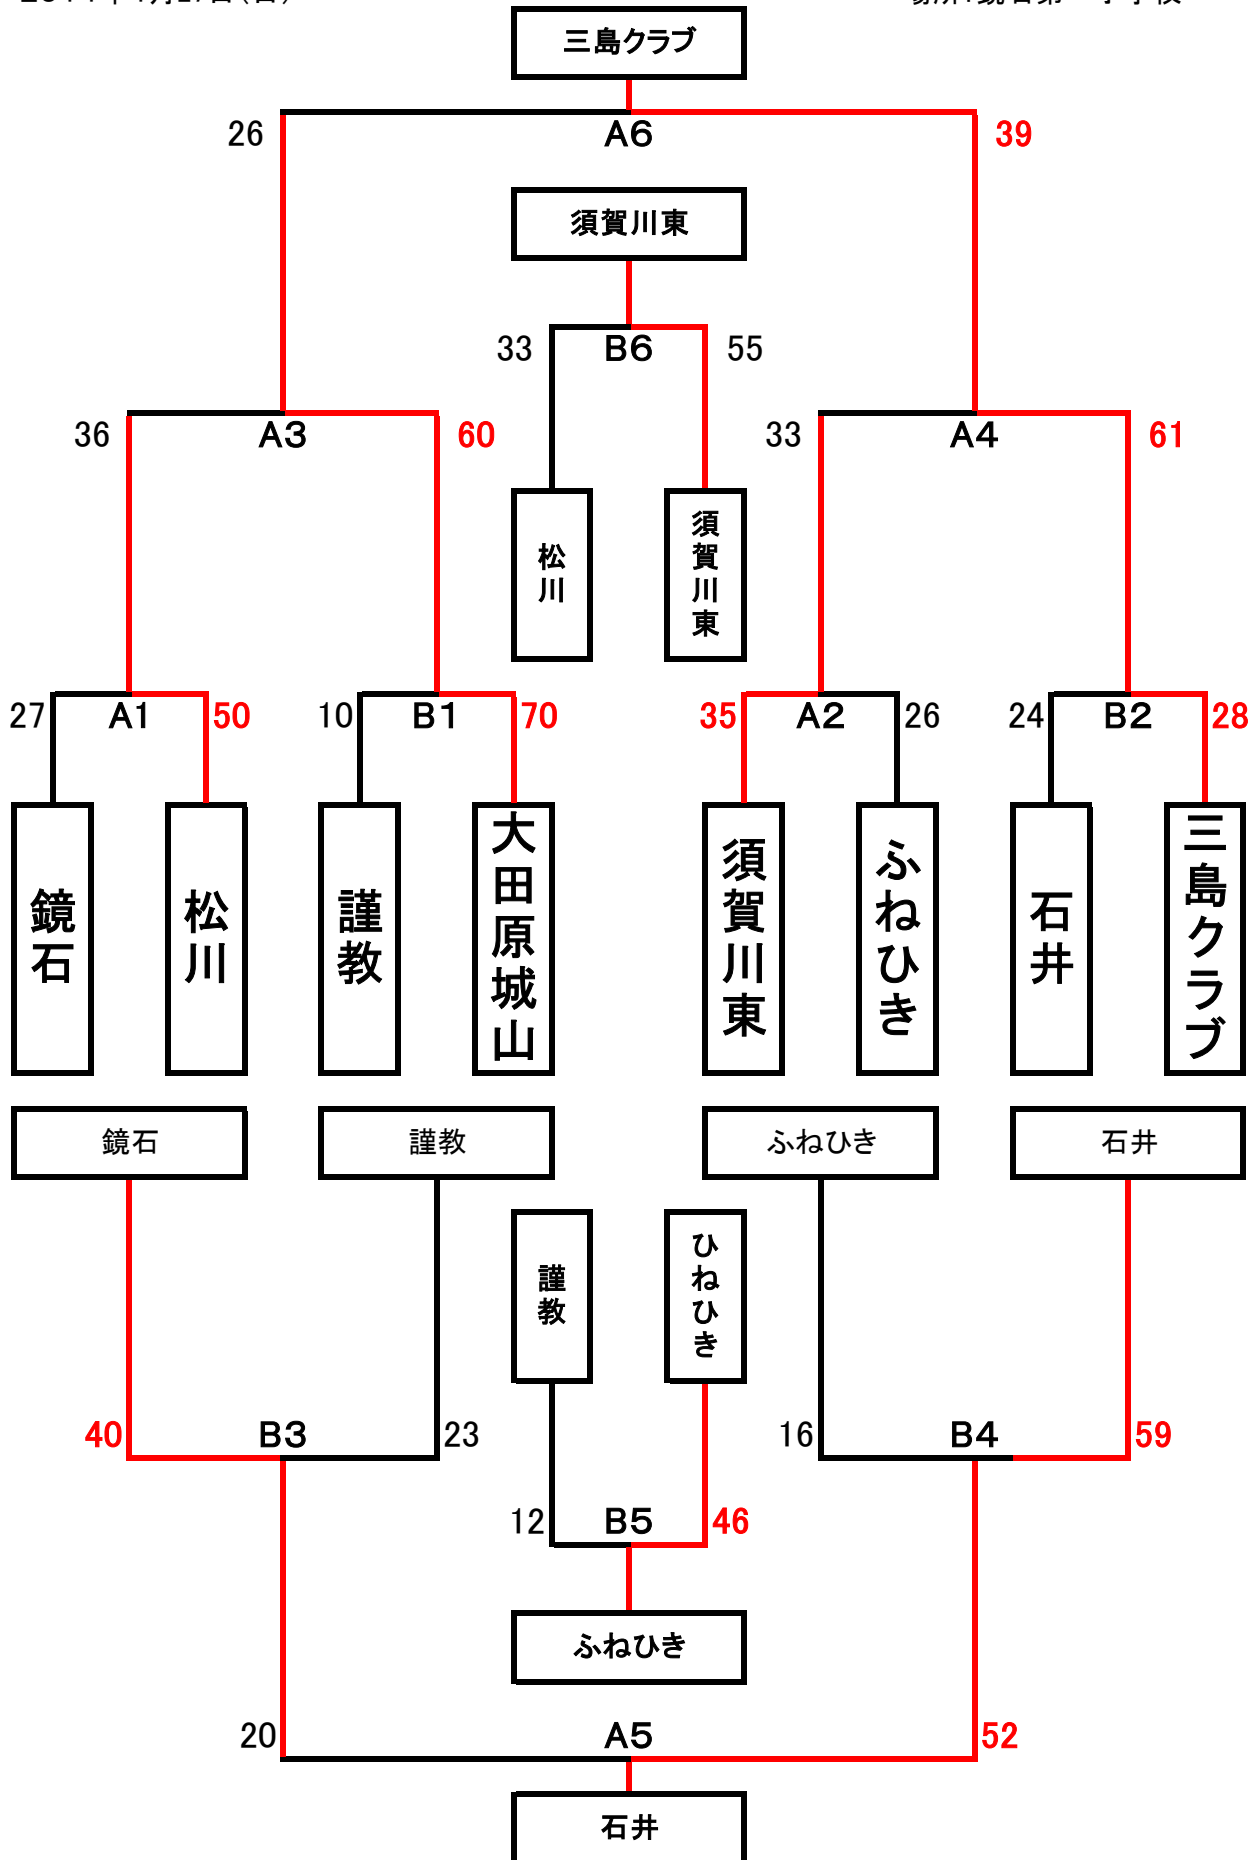 三島クラブ
26 A6 39
須賀川東
33 B6 55
36 A3 60
33 A4 61
松川
須賀川東
27 A1 50
10 B1 70
35 A2 26
24 B2 28
鏡石
松川
謹教
大田原城山
須賀川東
ふねひき
石井
三島クラブ
鏡石
謹教
ふねひき
石井
謹教
ひねひき
40 B3 23
16 B4 59
12 B5 46
ふねひき
20 A5 52
石井